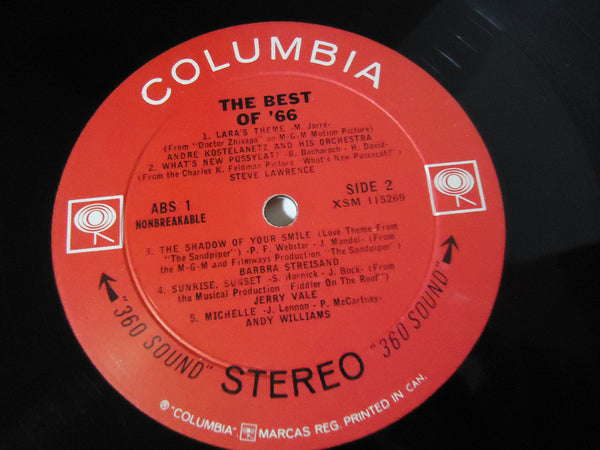 COLUMBIA
THE BEST
OF '66
1. LARA'S THEME -M. Jarre-
(From "Doctor Zhivago" an M-G-M Motion Picture)
ANDRE KOSTELANETZ AND HIS ORCHESTRA
2. WHAT'S NEW PUSSYCAT? -B. Bacharach - H. David-
(From the Charles K. Feldman Picture "What's New Pussycat?")
STEVE LAWRENCE
ABS 1
NONBREAKABLE
SIDE 2
XSM 115269
3. THE SHADOW OF YOUR SMILE (Love Theme From
"The Sandpiper") -P. F. Webster - J. Mandel- (From
the M-G-M and Filmways Production "The Sandpiper")
BARBRA STREISAND
4. SUNRISE, SUNSET -S. Harnick - J. Bock- (From
the Musical Production "Fiddler On The Roof")
JERRY VALE
5. MICHELLE -J. Lennon - P. McCartney-
ANDY WILLIAMS
"360 SOUND" STEREO "360 SOUND"
® "COLUMBIA", MARCAS REG. PRINTED IN CAN.